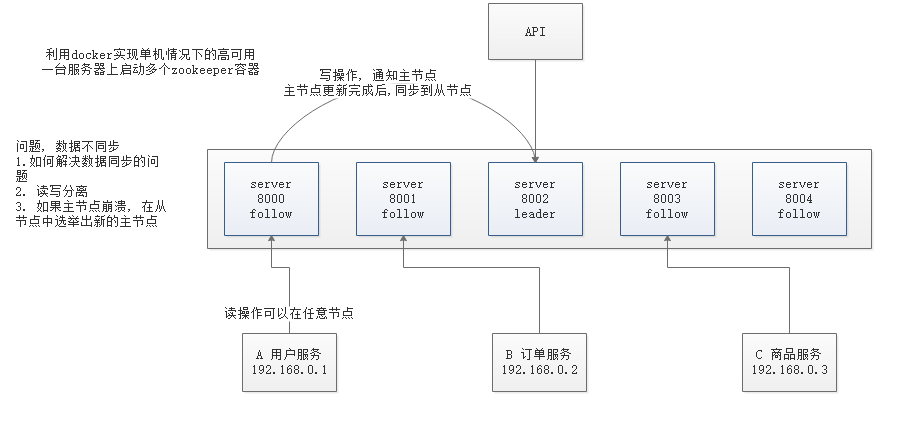 API
利用docker实现单机情况下的高可用
一台服务器上启动多个zookeeper容器
写操作, 通知主节点
主节点更新完成后,同步到从节点
问题, 数据不同步
1.如何解决数据同步的问
题
2. 读写分离
3. 如果主节点崩溃, 在从
节点中选举出新的主节点
server
8000
follow
server
8001
follow
server
8002
leader
server
8003
follow
server
8004
follow
读操作可以在任意节点
A 用户服务
192.168.0.1
B 订单服务
192.168.0.2
C 商品服务
192.168.0.3